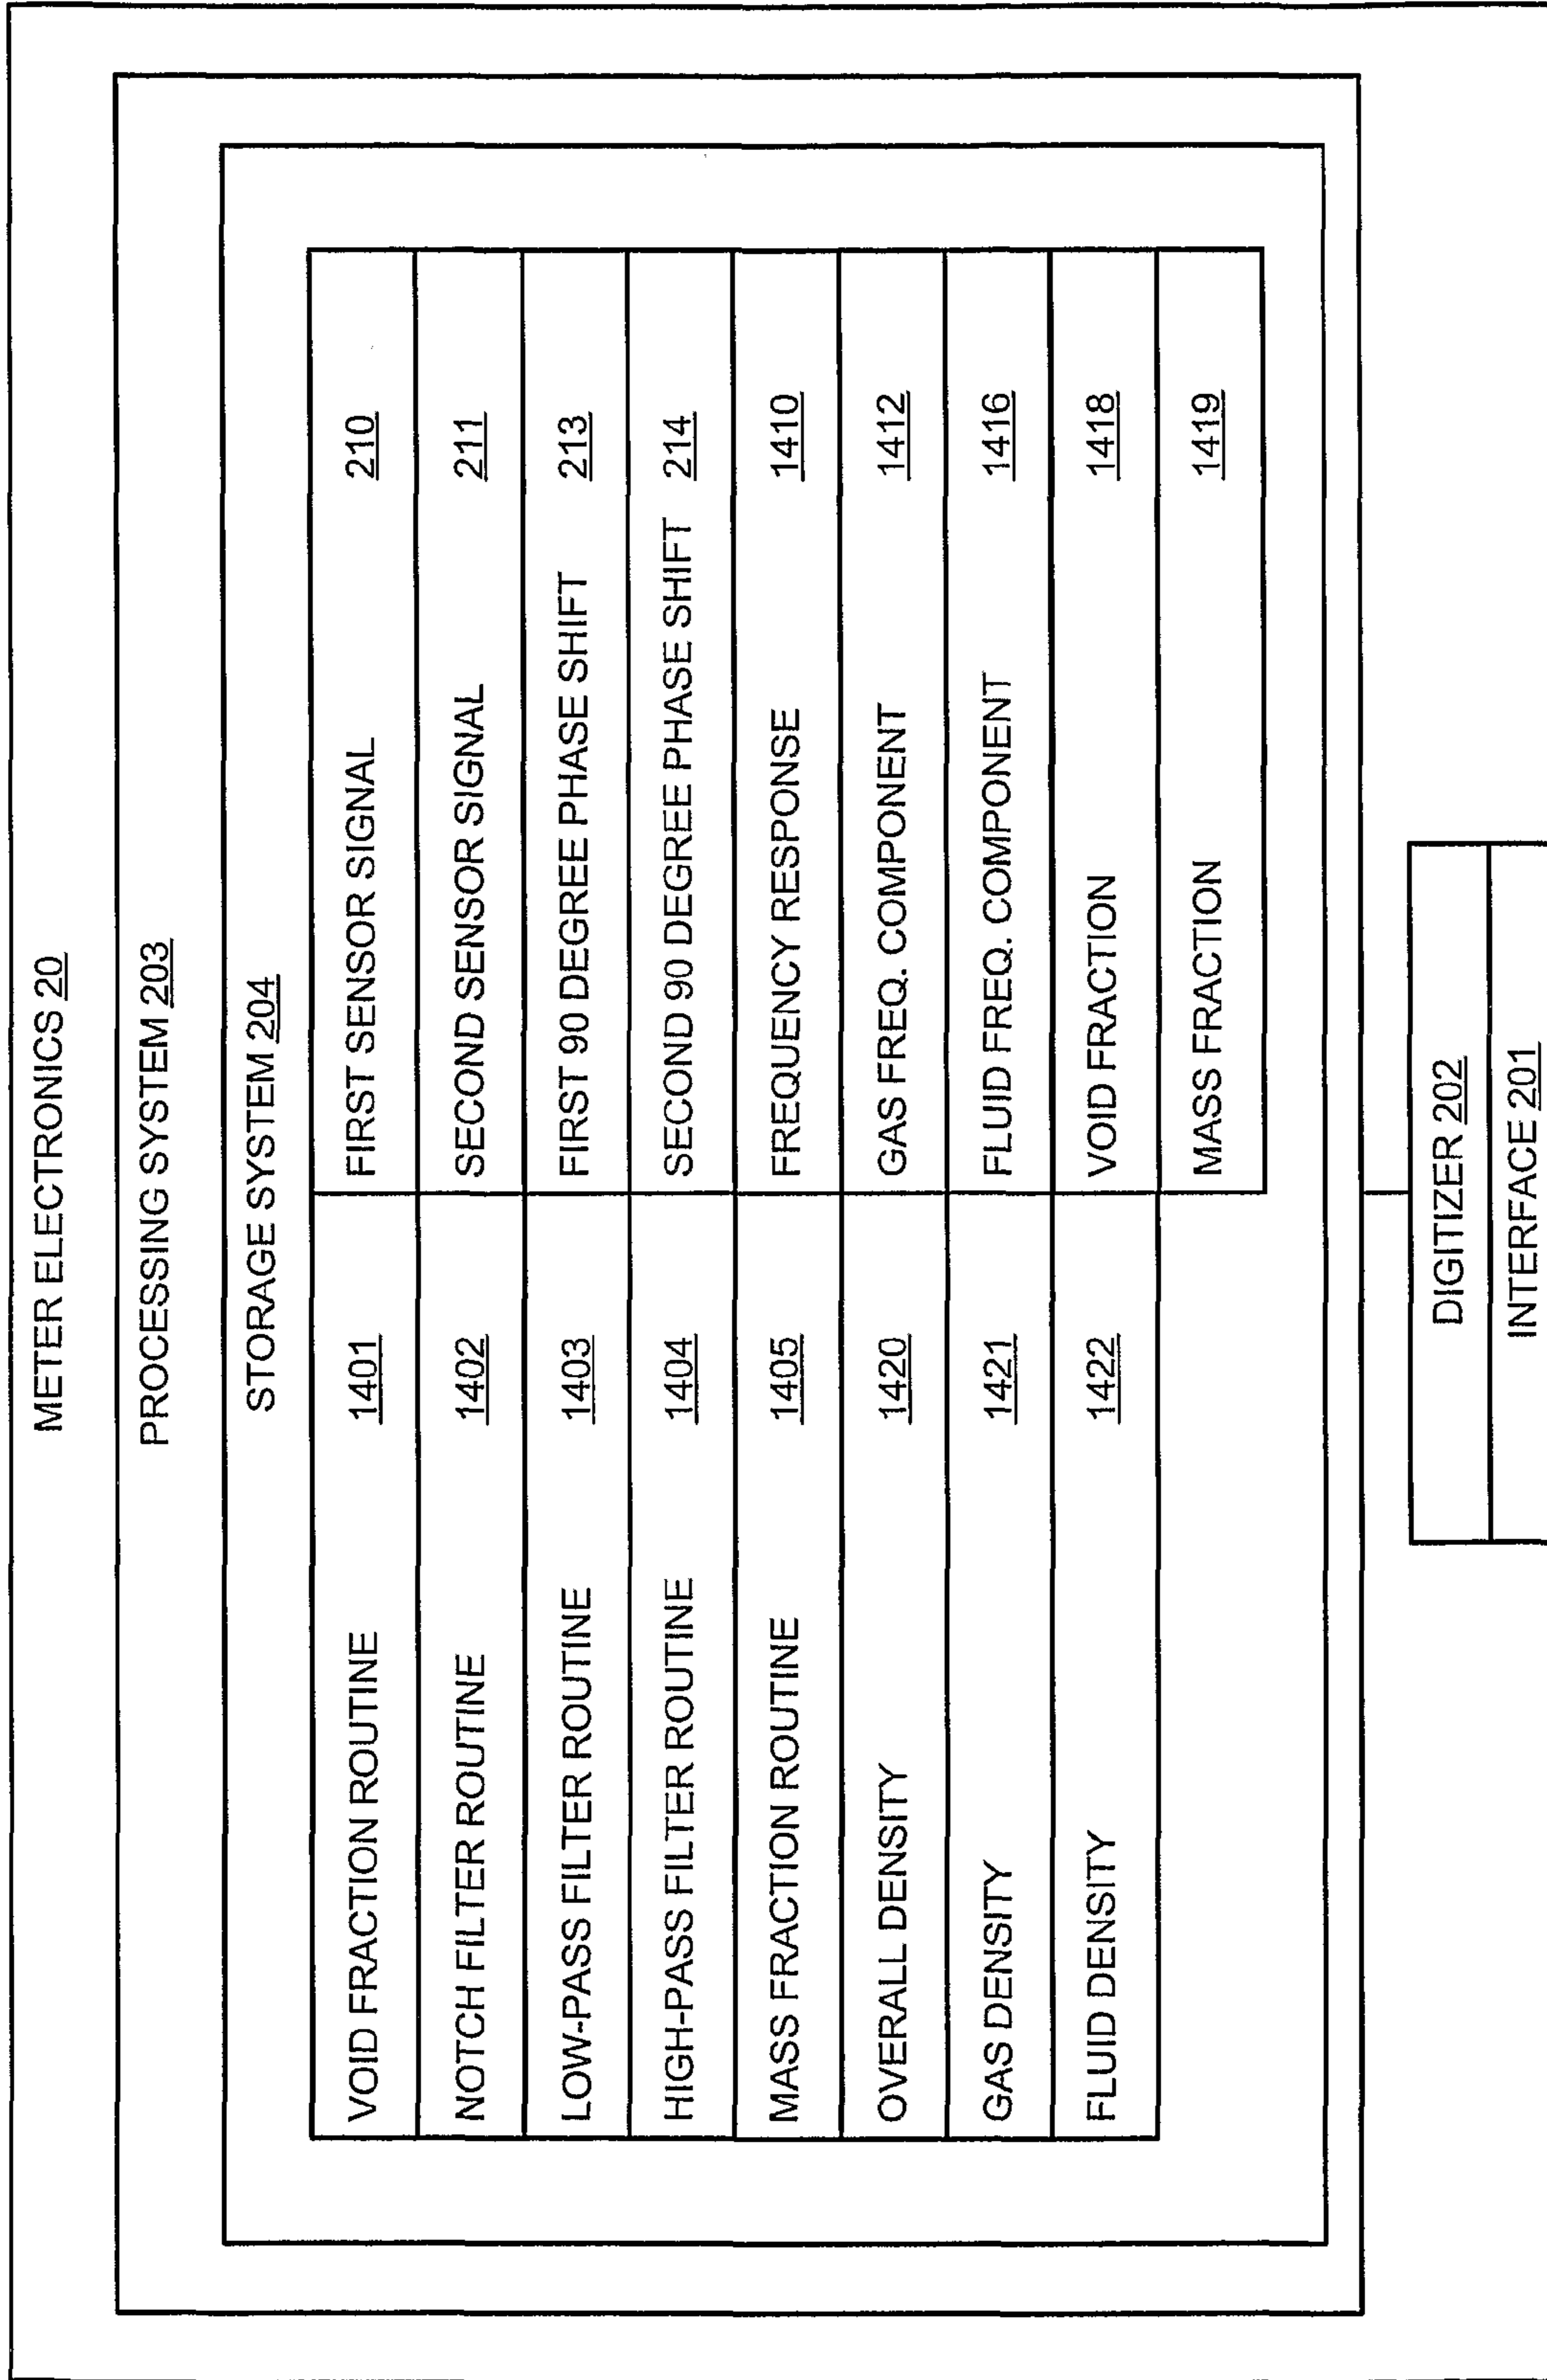 METER ELECTRONICS 20
PROCESSING SYSTEM 203
STORAGE SYSTEM 204
VOID FRACTION ROUTINE 1401 FIRST SENSOR SIGNAL 210
NOTCH FILTER ROUTINE 1402 SECOND SENSOR SIGNAL 211
LOW-PASS FILTER ROUTINE 1403 FIRST 90 DEGREE PHASE SHIFT 213
HIGH-PASS FILTER ROUTINE 1404 SECOND 90 DEGREE PHASE SHIFT 214
MASS FRACTION ROUTINE 1405 FREQUENCY RESPONSE 1410
OVERALL DENSITY 1420 GAS FREQ. COMPONENT 1412
GAS DENSITY 1421 FLUID FREQ. COMPONENT 1416
FLUID DENSITY 1422 VOID FRACTION 1418
MASS FRACTION 1419
DIGITIZER 202
INTERFACE 201